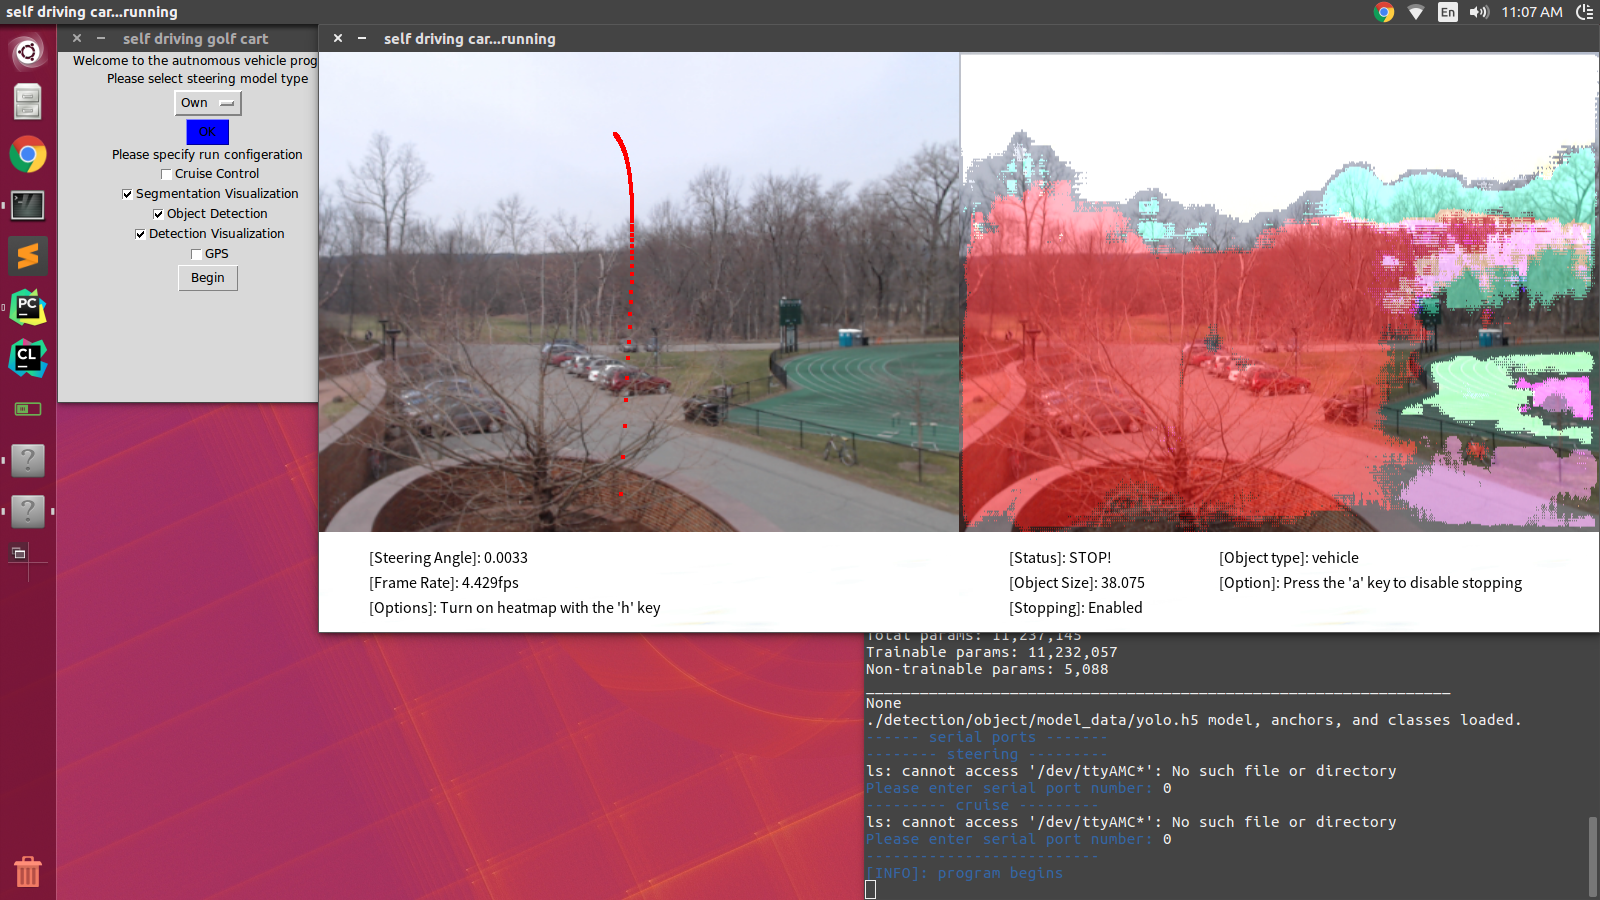 self driving car...running
En
11:07 AM
self driving golf cart
Welcome to the autnomous vehicle prog
Please select steering model type
Own
OK
Please specify run configeration
Cruise Control
Segmentation Visualization
Object Detection
Detection Visualization
GPS
Begin
self driving car...running
[Steering Angle]: 0.0033
[Frame Rate]: 4.429fps
[Options]: Turn on heatmap with the 'h' key
[Status]: STOP!
[Object type]: vehicle
[Object Size]: 38.075
[Option]: Press the 'a' key to disable stopping
[Stopping]: Enabled
PC
CL
?
?
Total params: 11,237,145
Trainable params: 11,232,057
Non-trainable params: 5,088
_________________________________________________________________
None
./detection/object/model_data/yolo.h5 model, anchors, and classes loaded.
------ serial ports -------
-------- steering ---------
ls: cannot access '/dev/ttyAMC*': No such file or directory
Please enter serial port number: 0
--------- cruise ---------
ls: cannot access '/dev/ttyAMC*': No such file or directory
Please enter serial port number: 0
--------------------------
[INFO]: program begins